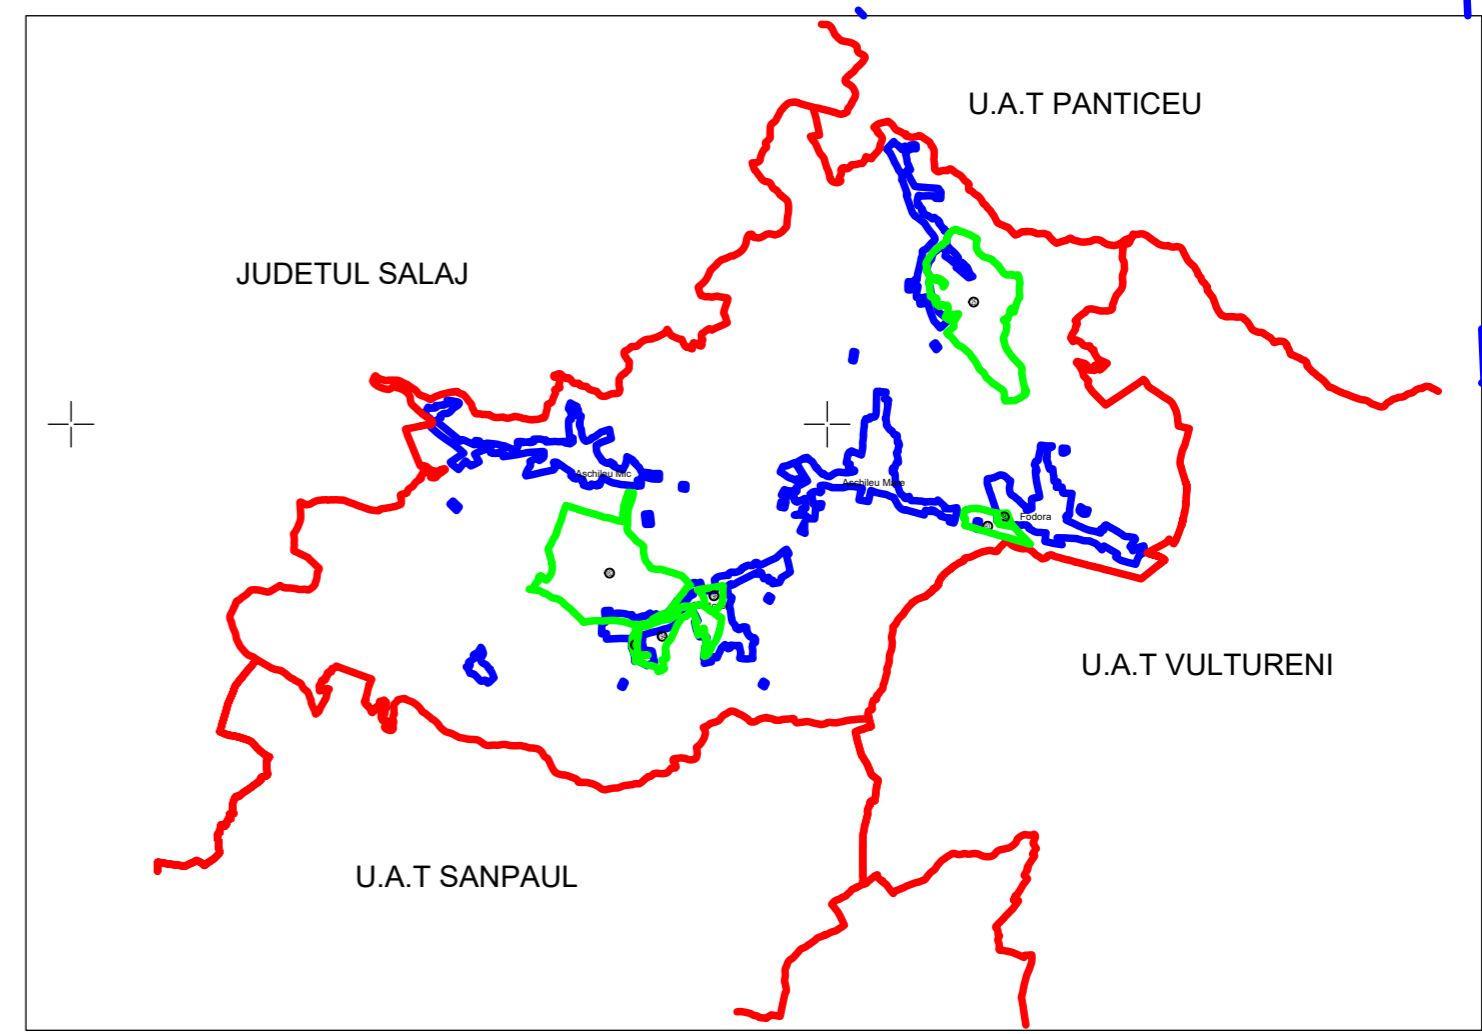 U.A.T PANTICEU
JUDETUL SALAJ
Aschileu Mic
Aschileu Mare
Fodora
U.A.T VULTURENI
U.A.T SANPAUL